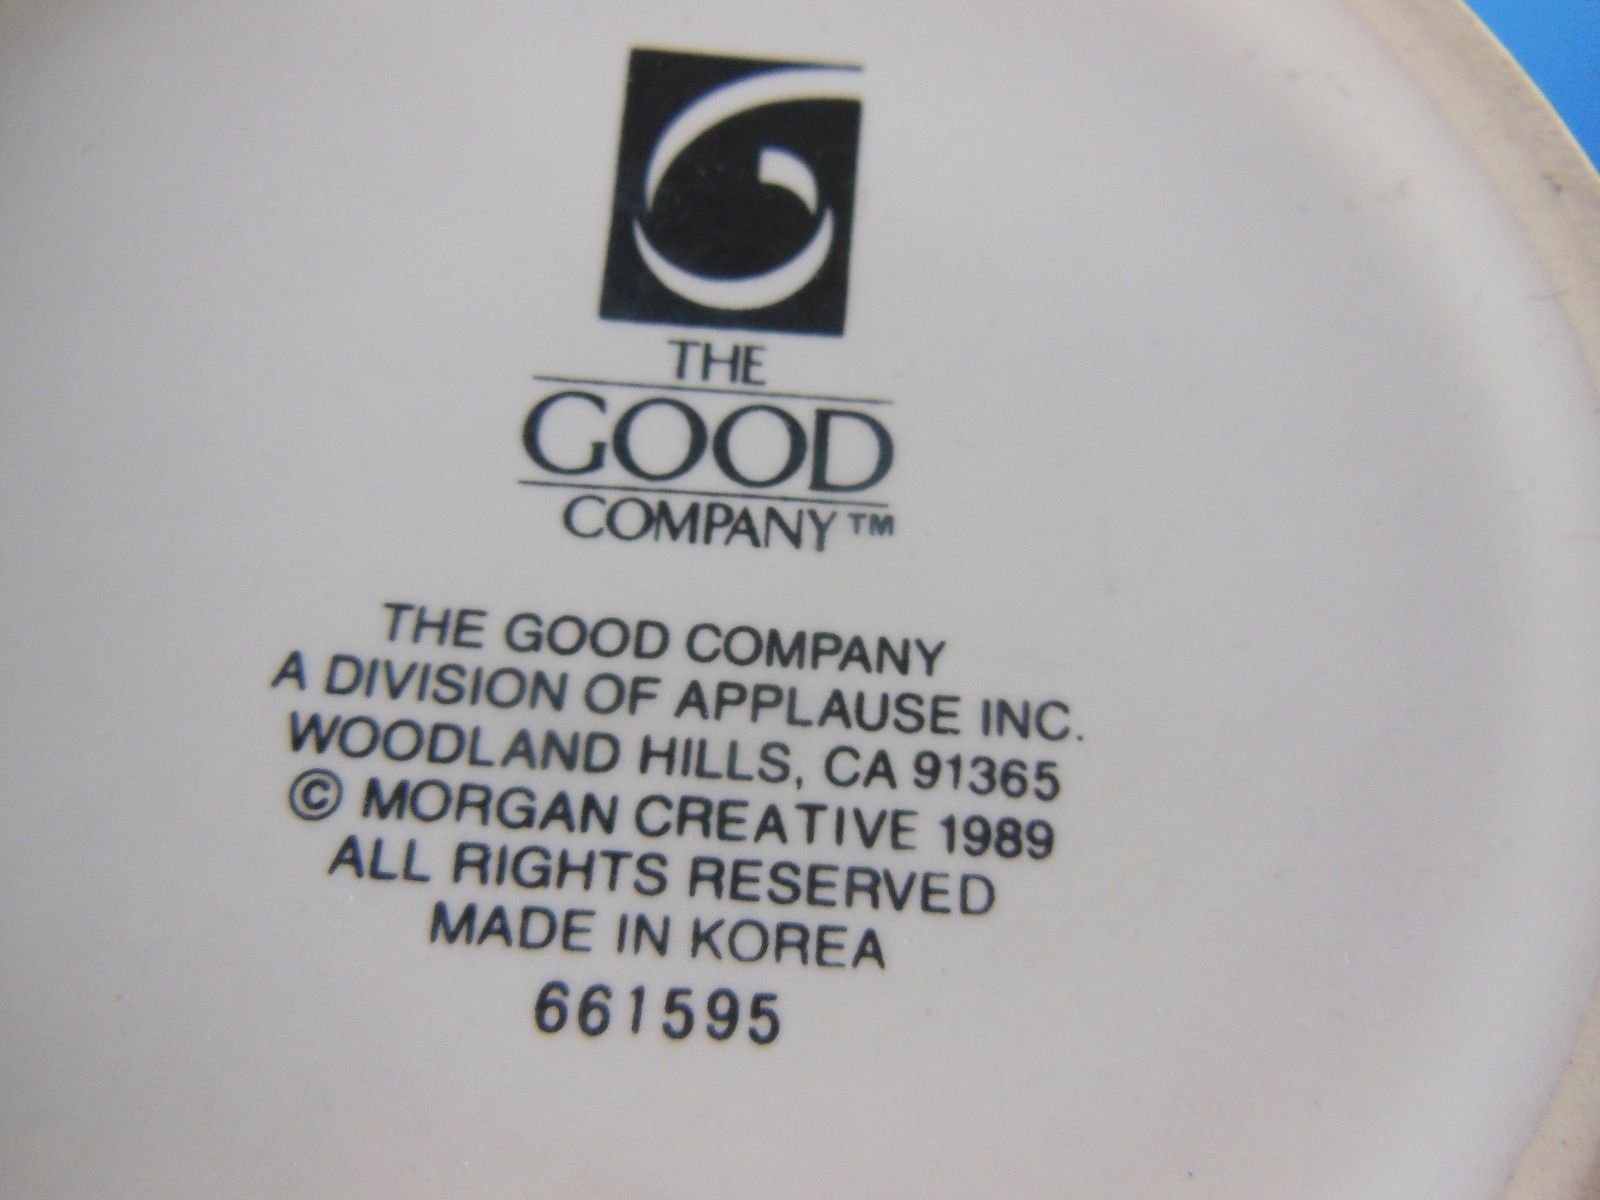 THE
GOOD
COMPANY™
THE GOOD COMPANY
A DIVISION OF APPLAUSE INC.
WOODLAND HILLS, CA 91365
© MORGAN CREATIVE 1989
ALL RIGHTS RESERVED
MADE IN KOREA
661595